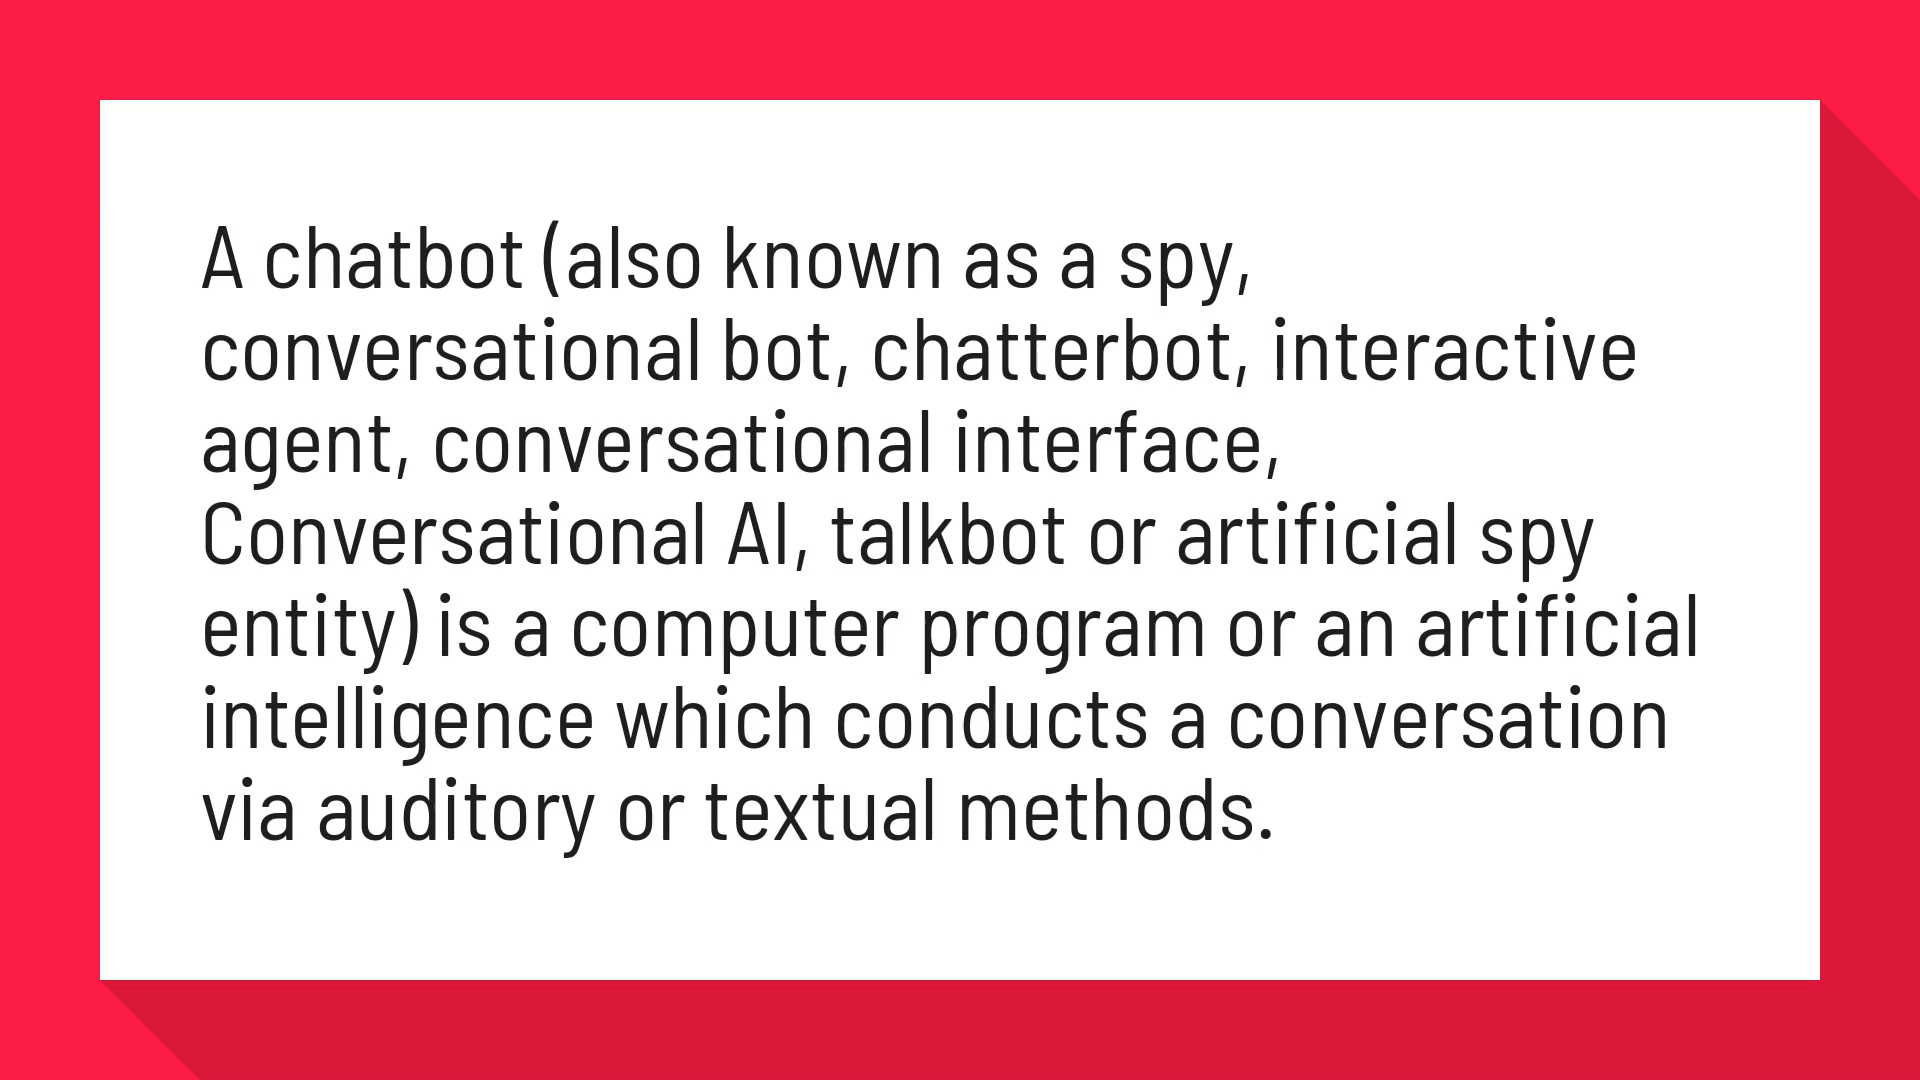 A chatbot (also known as a spy,
conversational bot, chatterbot, interactive
agent, conversational interface,
Conversational AI, talkbot or artificial spy
entity) is a computer program or an artificial
intelligence which conducts a conversation
via auditory or textual methods.